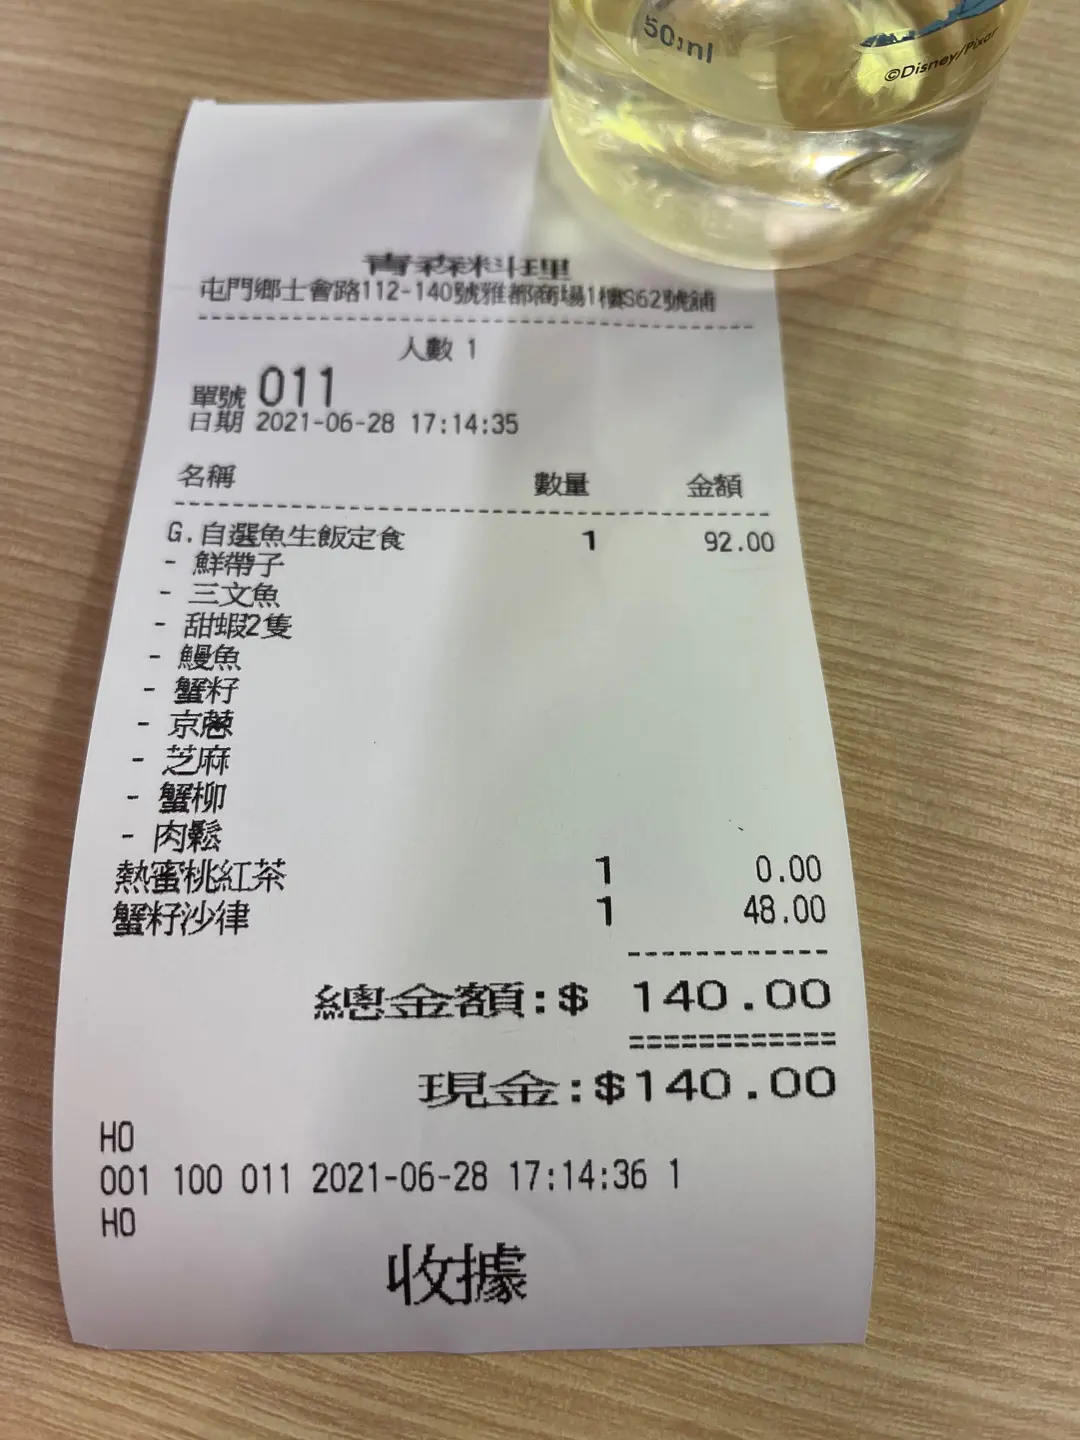 50ml
©Disney/Pixar
青森料理
屯門鄉士會路112-140號雅都商場1樓S62號舖
人數 1
單號 011
日期 2021-06-28 17:14:35
名稱 數量 金額
G.自選魚生飯定食 1 92.00
- 鮮帶子
- 三文魚
- 甜蝦2隻
- 鰻魚
- 蟹籽
- 京蔥
- 芝麻
- 蟹柳
- 肉鬆
熱蜜桃紅茶 1 0.00
蟹籽沙律 1 48.00
總金額:$ 140.00
現金:$140.00
HO
001 100 011 2021-06-28 17:14:36 1
HO
收據